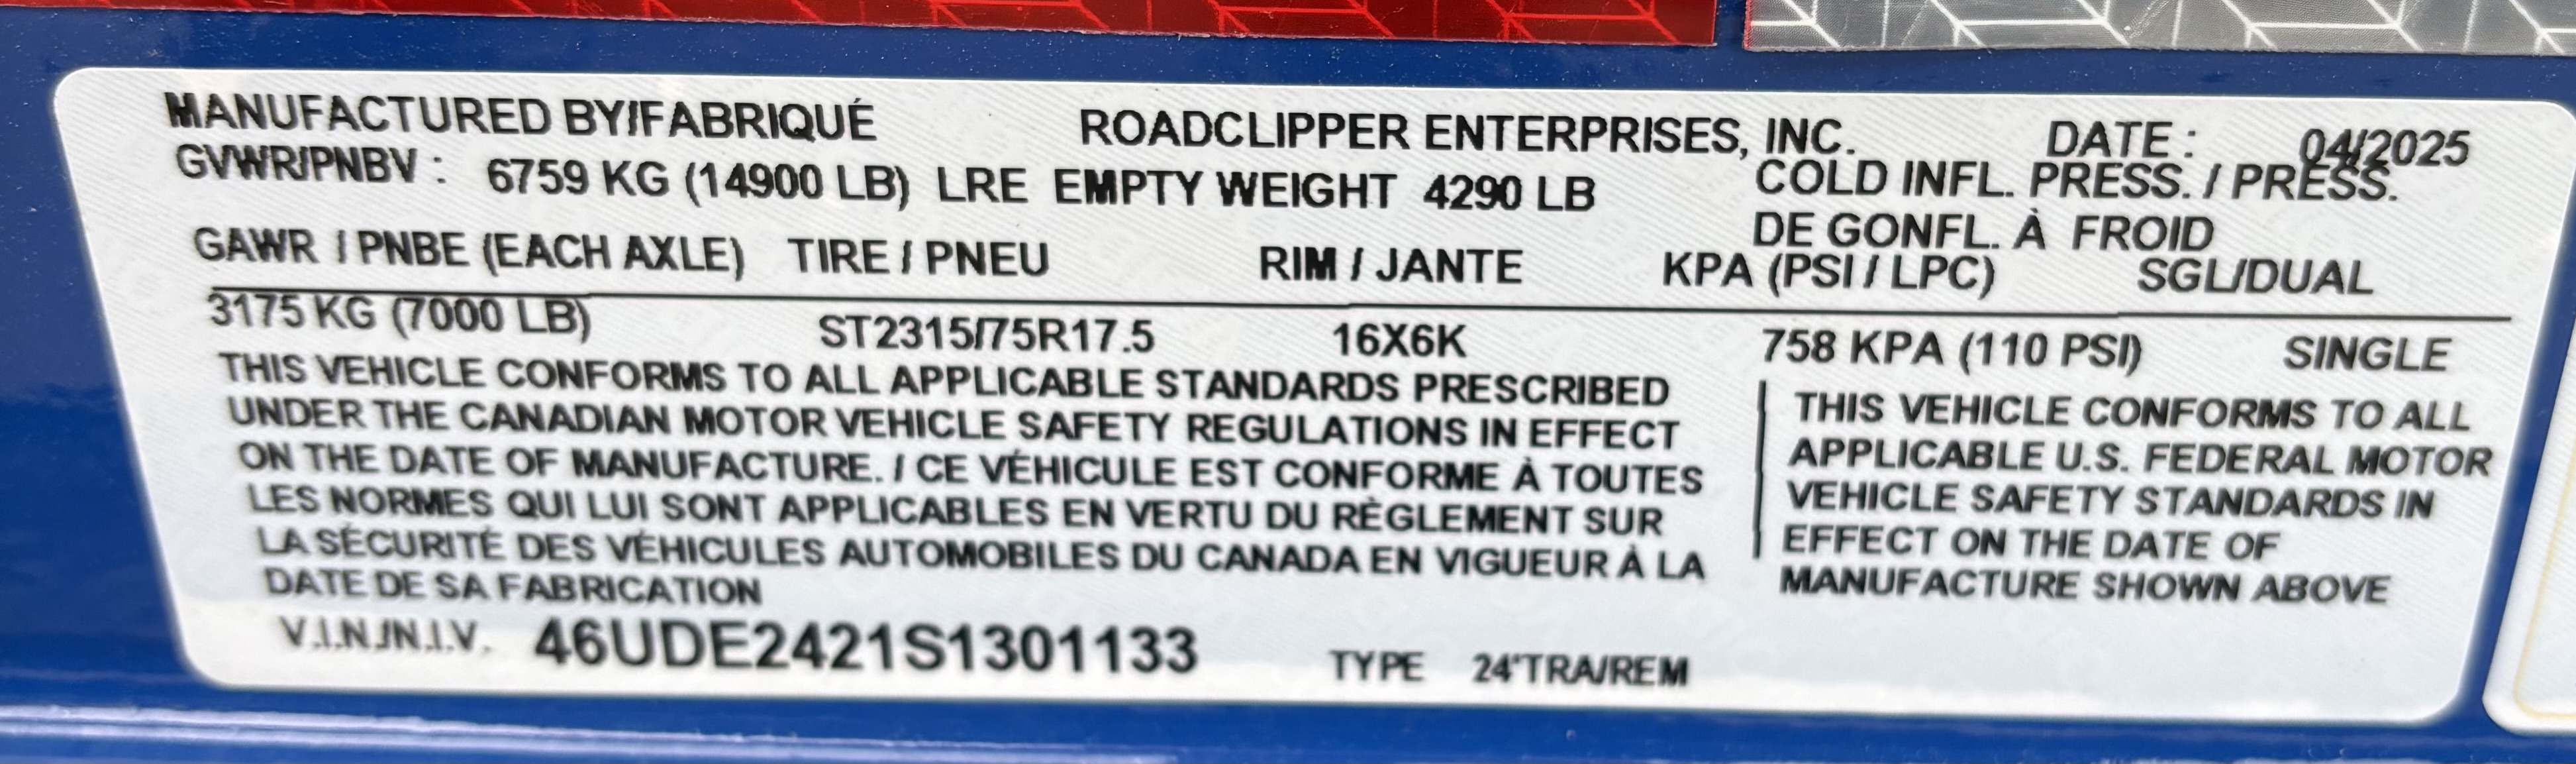 MANUFACTURED BY/FABRIQUÉ ROADCLIPPER ENTERPRISES, INC. DATE : 04/2025
GVWR/PNBV : 6759 KG (14900 LB) LRE EMPTY WEIGHT 4290 LB COLD INFL. PRESS. / PRESS.
DE GONFL. À FROID
GAWR / PNBE (EACH AXLE) TIRE / PNEU RIM / JANTE KPA (PSI / LPC) SGL/DUAL
3175 KG (7000 LB) ST2315/75R17.5 16X6K 758 KPA (110 PSI) SINGLE
THIS VEHICLE CONFORMS TO ALL APPLICABLE STANDARDS PRESCRIBED
UNDER THE CANADIAN MOTOR VEHICLE SAFETY REGULATIONS IN EFFECT
ON THE DATE OF MANUFACTURE. / CE VÉHICULE EST CONFORME À TOUTES
LES NORMES QUI LUI SONT APPLICABLES EN VERTU DU RÈGLEMENT SUR
LA SÉCURITÉ DES VÉHICULES AUTOMOBILES DU CANADA EN VIGUEUR À LA
DATE DE SA FABRICATION
THIS VEHICLE CONFORMS TO ALL
APPLICABLE U.S. FEDERAL MOTOR
VEHICLE SAFETY STANDARDS IN
EFFECT ON THE DATE OF
MANUFACTURE SHOWN ABOVE
V.I.N./N.I.V. 46UDE2421S1301133 TYPE 24'TRA/REM